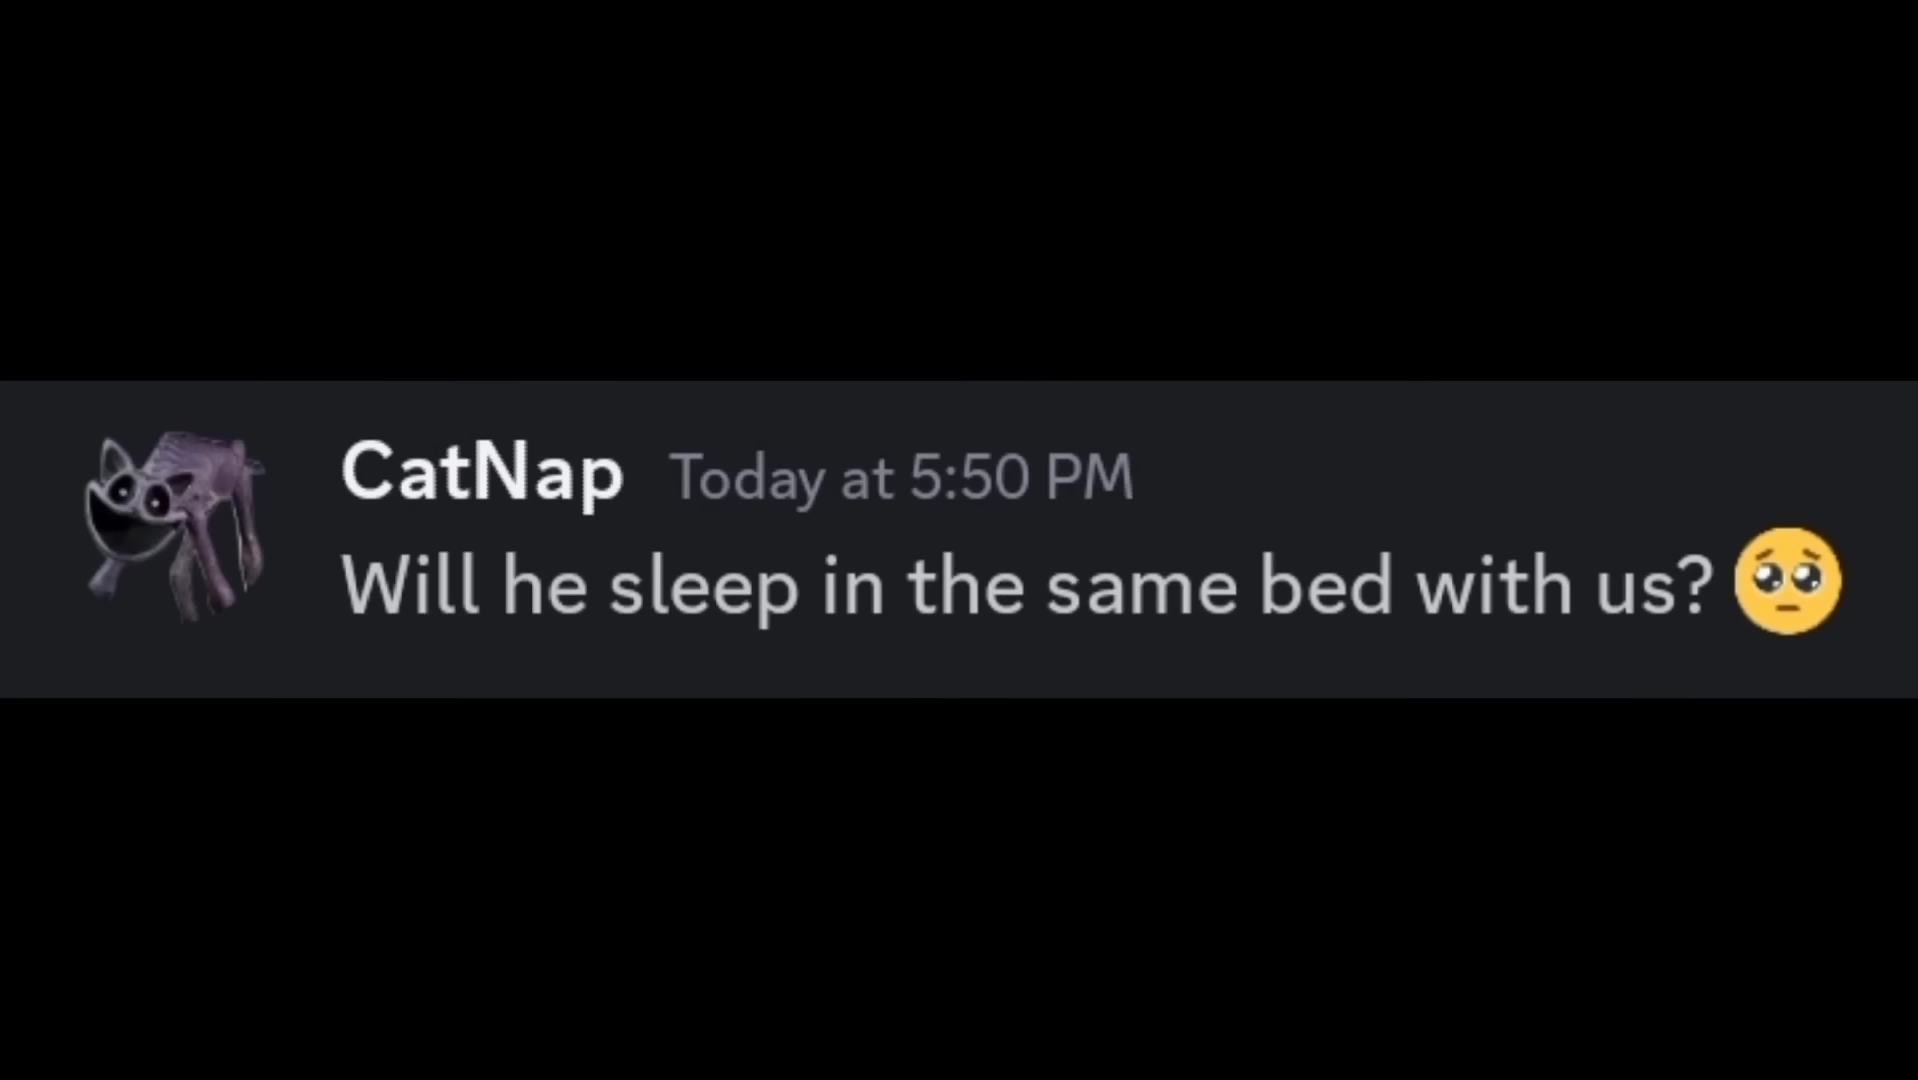 CatNap Today at 5:50 PM
Will he sleep in the same bed with us? 🥺